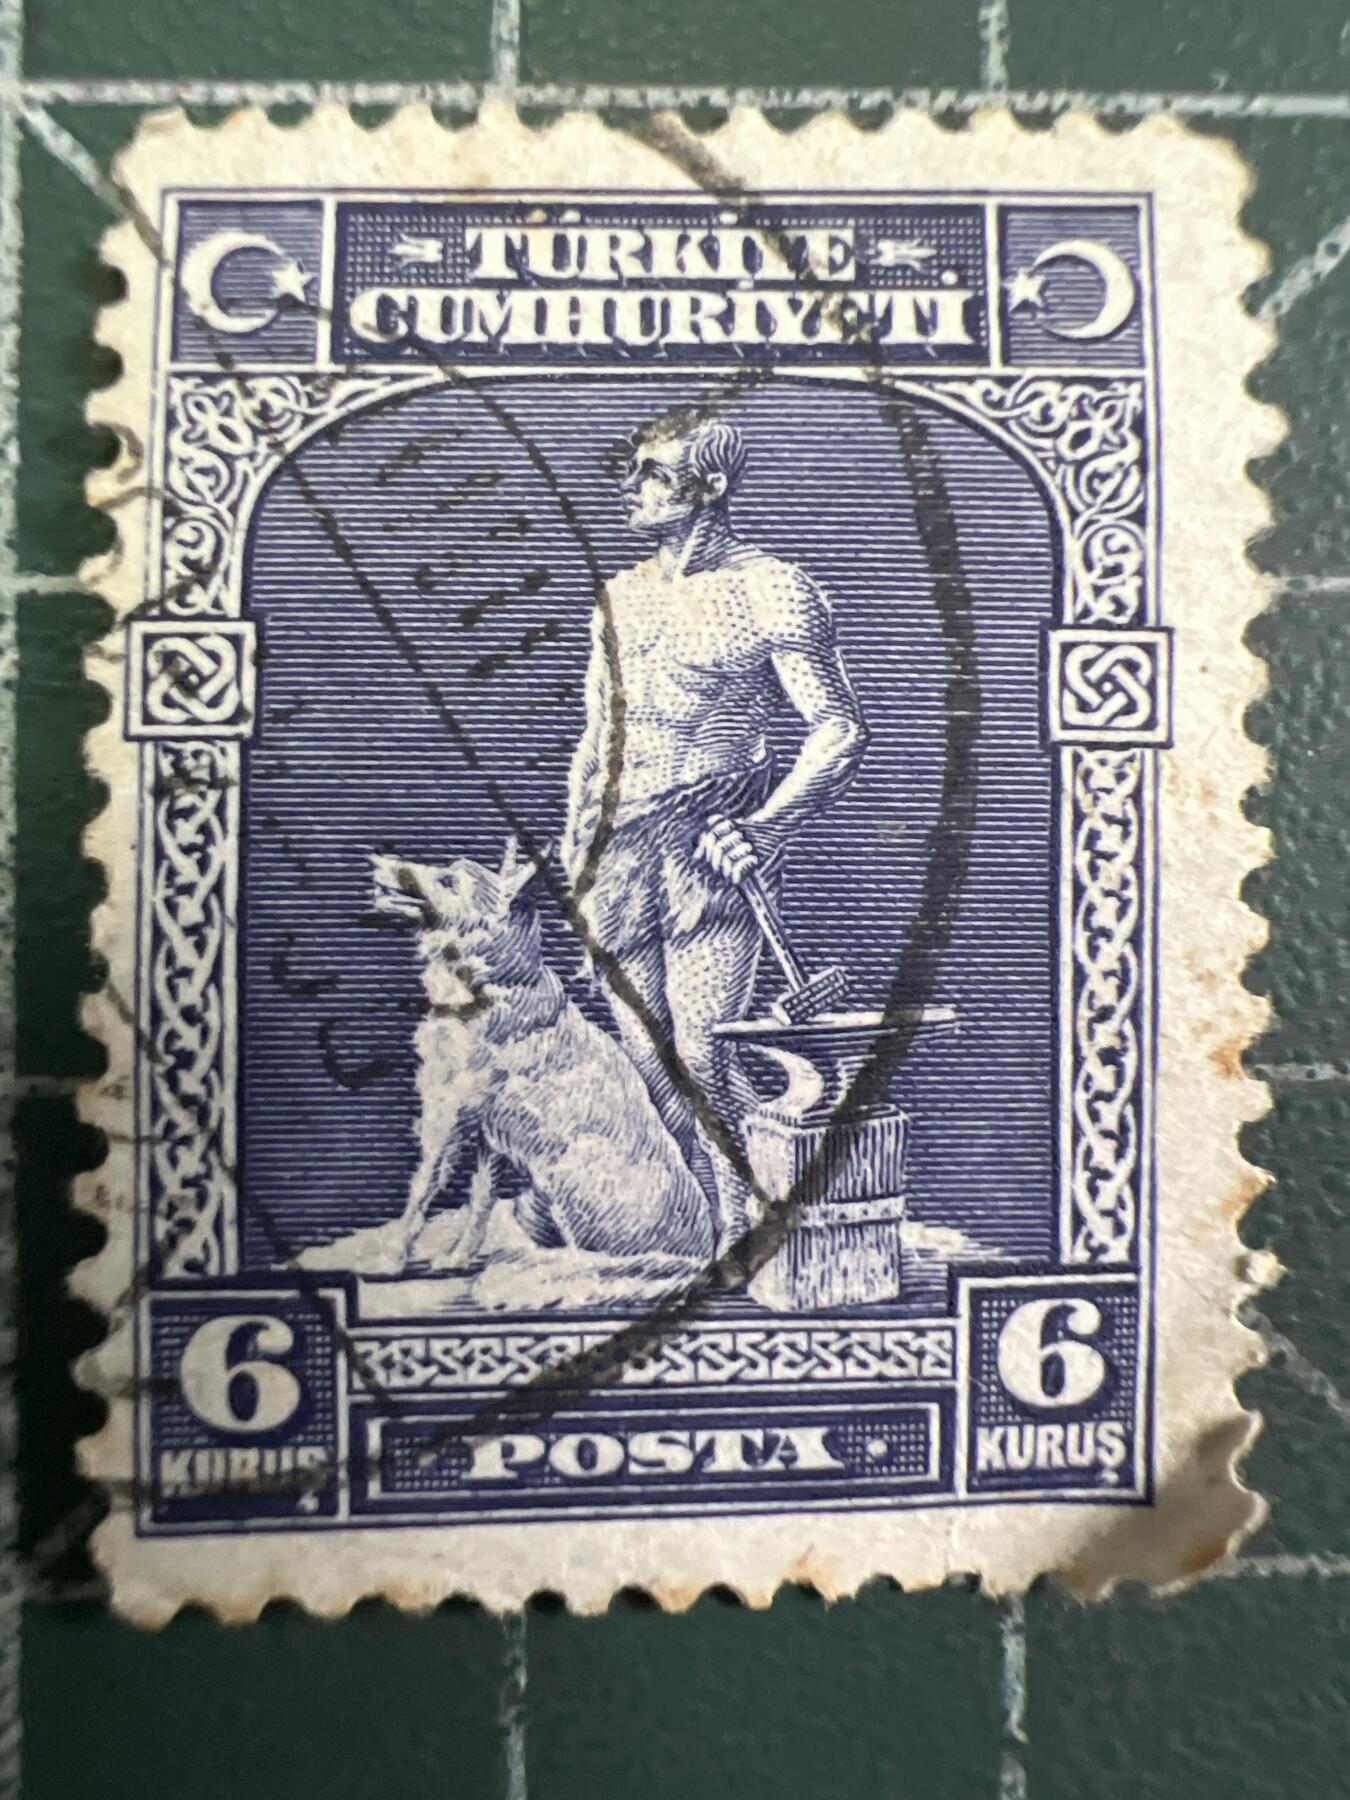 TÜRKİYE
CUMHURİYETİ
6 6
KURUŞ KURUŞ
POSTA